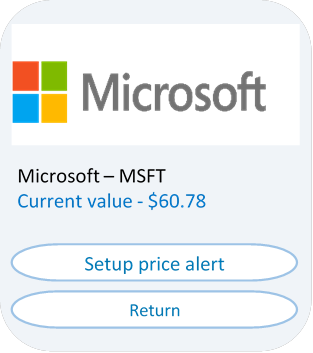 Microsoft
Microsoft – MSFT
Current value - $60.78
Setup price alert
Return